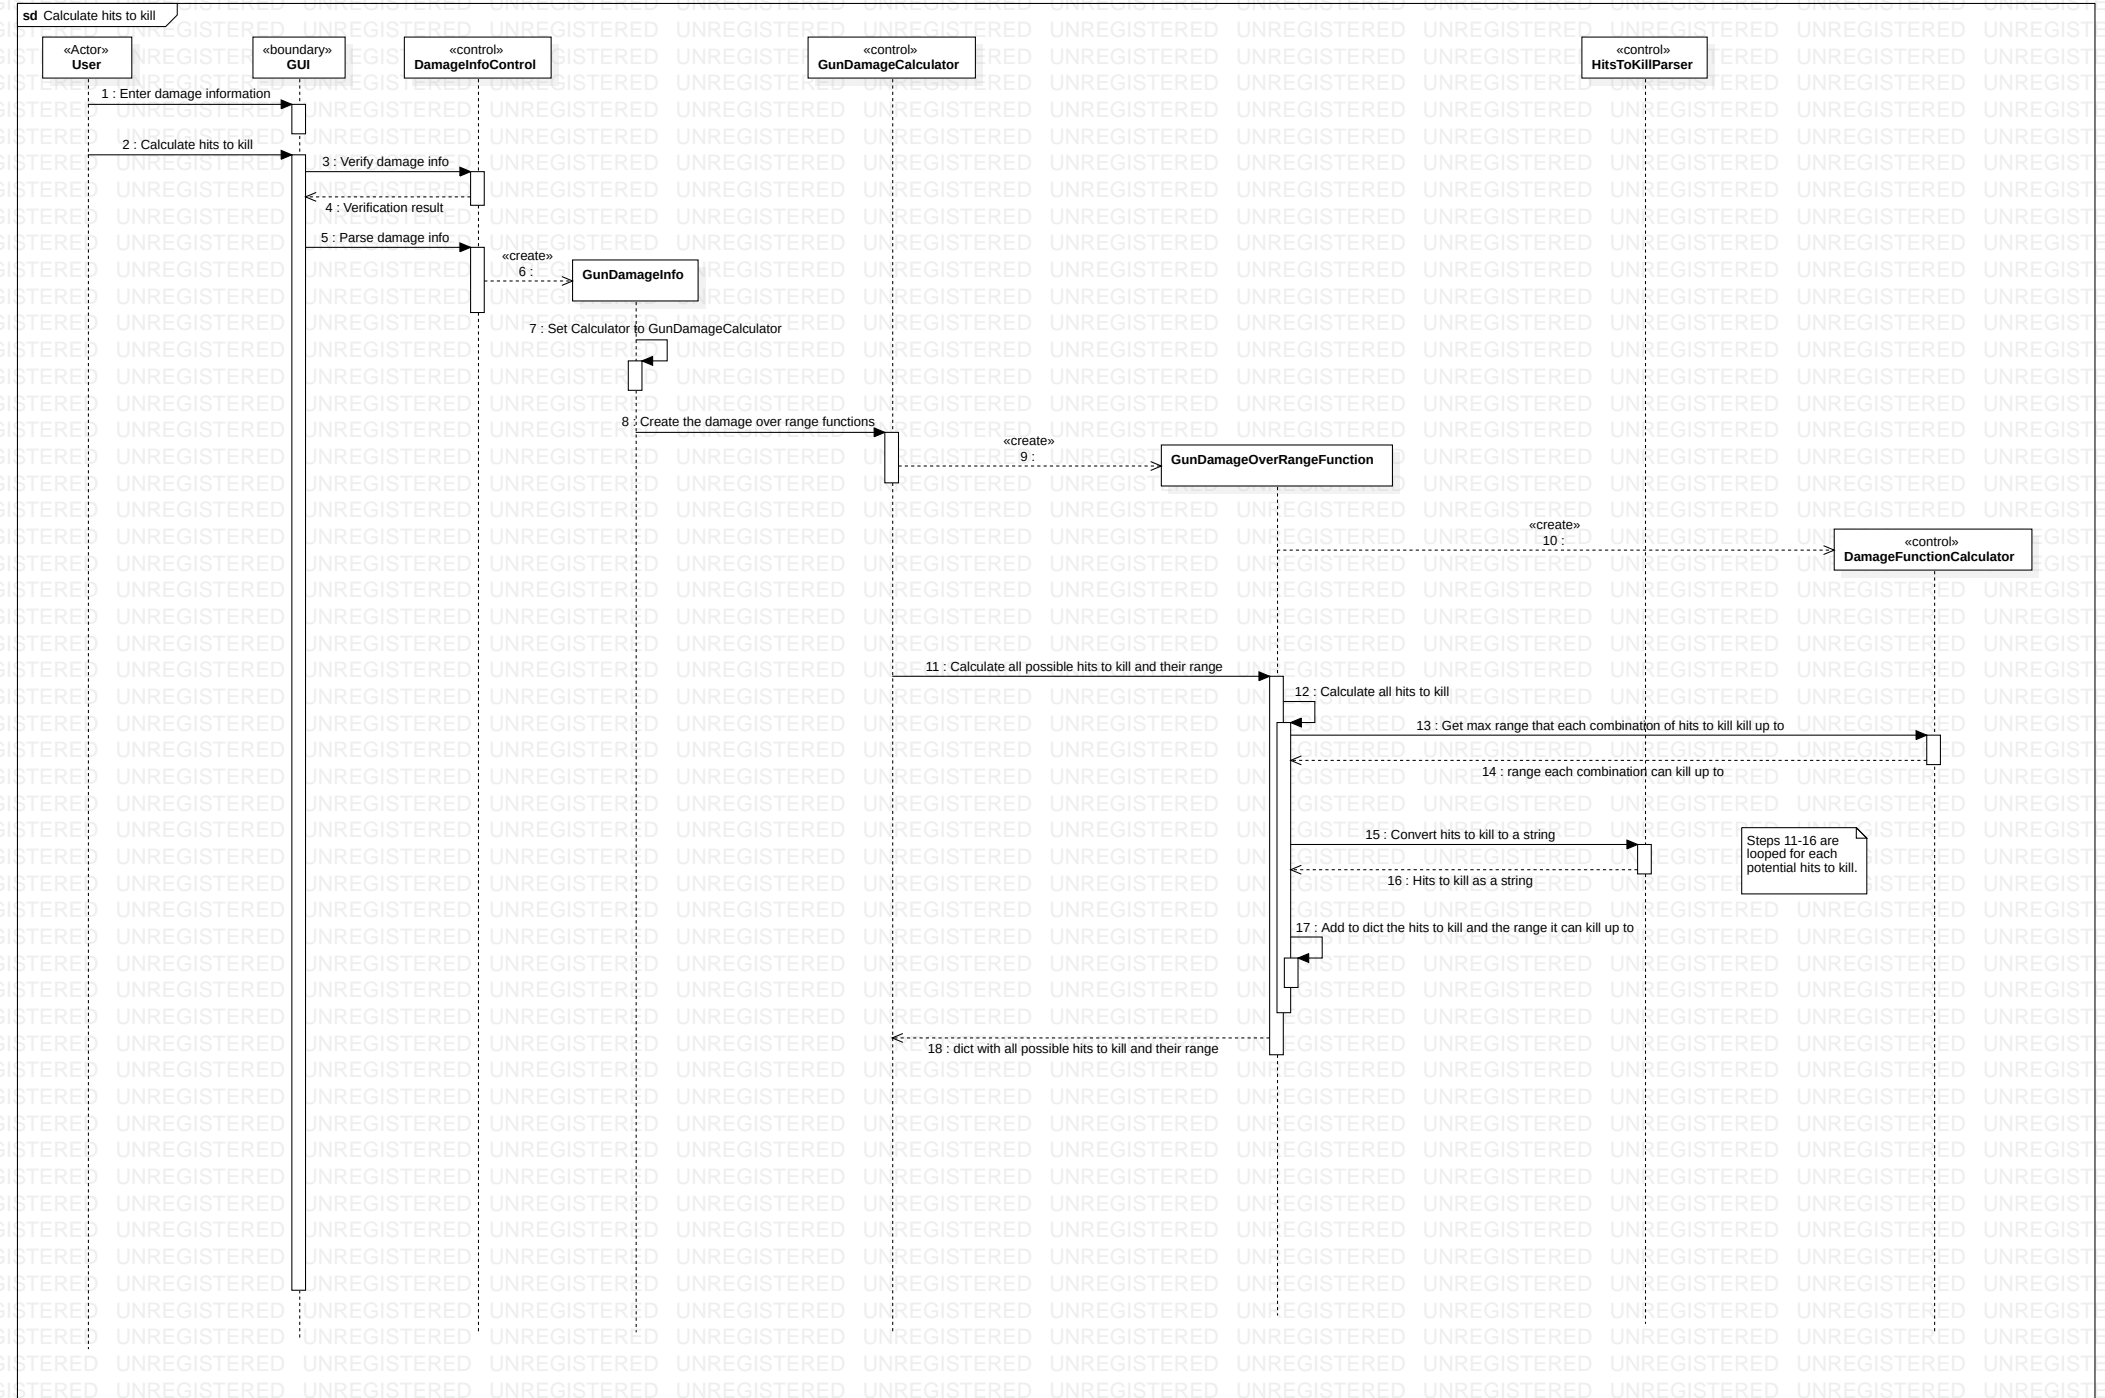 sd Calculate hits to kill
«Actor»
User
«boundary»
GUI
«control»
DamageInfoControl
«control»
GunDamageCalculator
«control»
HitsToKillParser
1 : Enter damage information
2 : Calculate hits to kill
3 : Verify damage info
4 : Verification result
5 : Parse damage info
«create»
6 :
GunDamageInfo
7 : Set Calculator to GunDamageCalculator
8 : Create the damage over range functions
«create»
9 :
GunDamageOverRangeFunction
«create»
10 :
«control»
DamageFunctionCalculator
11 : Calculate all possible hits to kill and their range
12 : Calculate all hits to kill
13 : Get max range that each combination of hits to kill kill up to
14 : range each combination can kill up to
15 : Convert hits to kill to a string
16 : Hits to kill as a string
Steps 11-16 are
looped for each
potential hits to kill.
17 : Add to dict the hits to kill and the range it can kill up to
18 : dict with all possible hits to kill and their range
UNREGISTERED